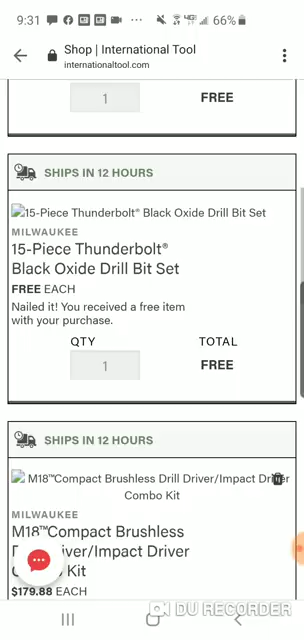 9:31 66%
Shop | International Tool
internationaltool.com
1 FREE
SHIPS IN 12 HOURS
15-Piece Thunderbolt® Black Oxide Drill Bit Set
MILWAUKEE
15-Piece Thunderbolt®
Black Oxide Drill Bit Set
FREE EACH
Nailed it! You received a free item
with your purchase.
QTY TOTAL
1 FREE
SHIPS IN 12 HOURS
M18™Compact Brushless Drill Driver/Impact Driver
Combo Kit
MILWAUKEE
M18™Compact Brushless
Driver/Impact Driver
Kit
$179.88 EACH
DU RECORDER